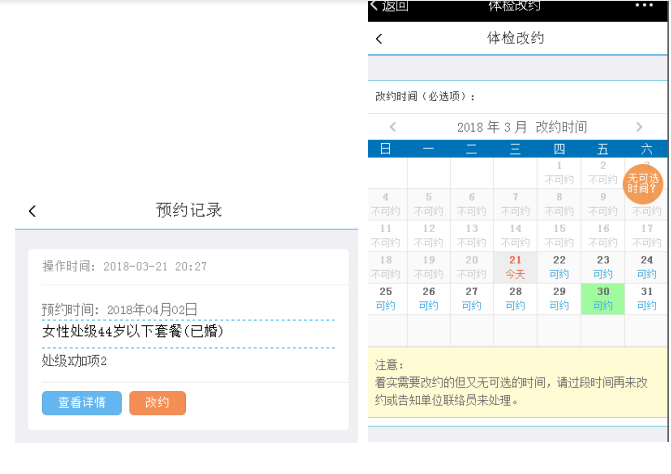 预约记录
操作时间: 2018-03-21 20:27
预约时间: 2018年04月02日
女性处级44岁以下套餐(已婚)
处级X加项2
查看详情 改约
返回 体检改约 •••
体检改约
改约时间（必选项）:
2018 年 3 月 改约时间
日 一 二 三 四 五 六
1 2 3
不可约 不可约
无可选
时间?
4 5 6 7 8 9 10
不可约 不可约 不可约 不可约 不可约 不可约 不可约
11 12 13 14 15 16 17
不可约 不可约 不可约 不可约 不可约 不可约 不可约
18 19 20 21 22 23 24
不可约 不可约 不可约 今天 可约 可约 可约
25 26 27 28 29 30 31
可约 可约 可约 可约 可约 可约 可约
注意:
着实需要改约的但又无可选的时间，请过段时间再来改
约或告知单位联络员来处理。